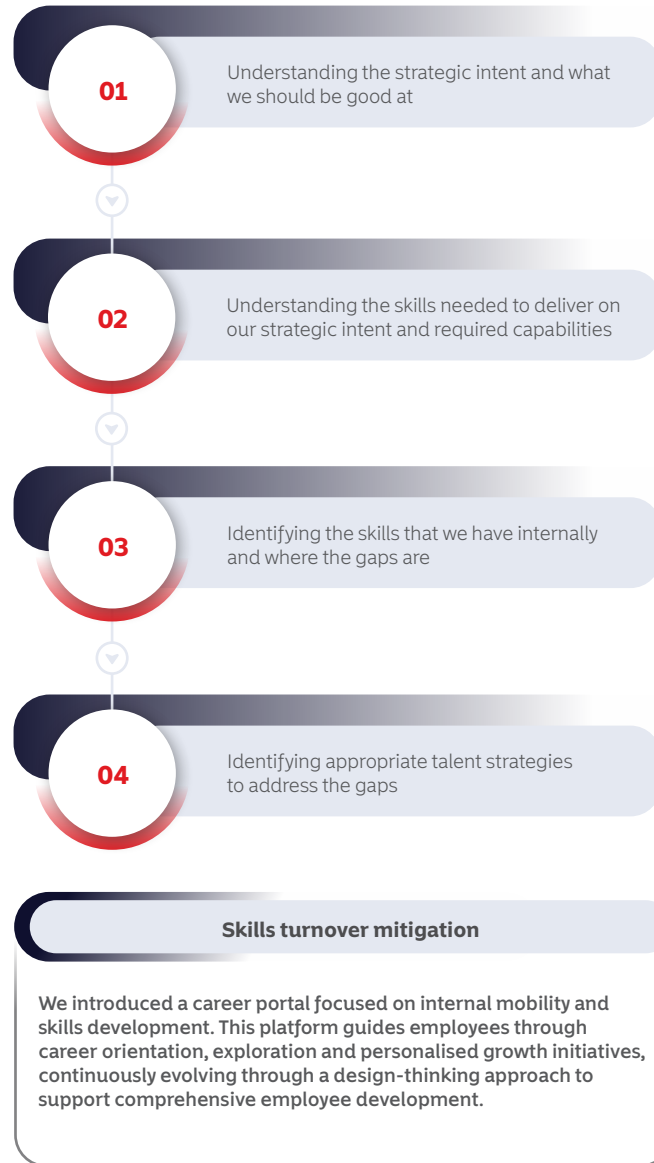 01
Understanding the strategic intent and what
we should be good at
02
Understanding the skills needed to deliver on
our strategic intent and required capabilities
03
Identifying the skills that we have internally
and where the gaps are
04
Identifying appropriate talent strategies
to address the gaps
Skills turnover mitigation
We introduced a career portal focused on internal mobility and
skills development. This platform guides employees through
career orientation, exploration and personalised growth initiatives,
continuously evolving through a design-thinking approach to
support comprehensive employee development.